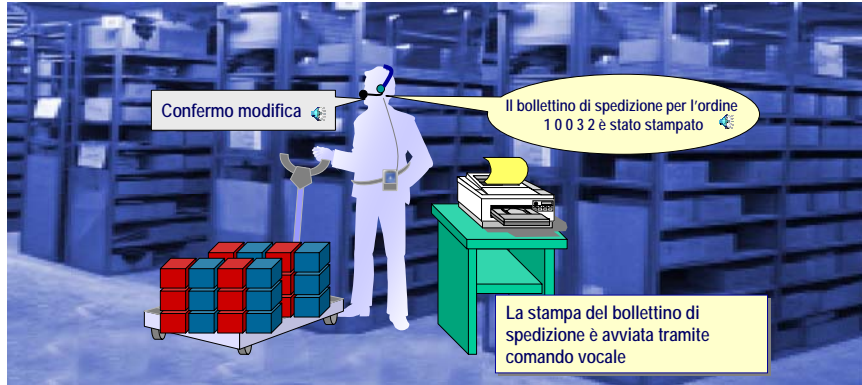 Confermo modifica
Il bollettino di spedizione per l'ordine
1 0 0 3 2 è stato stampato
La stampa del bollettino di
spedizione è avviata tramite
comando vocale